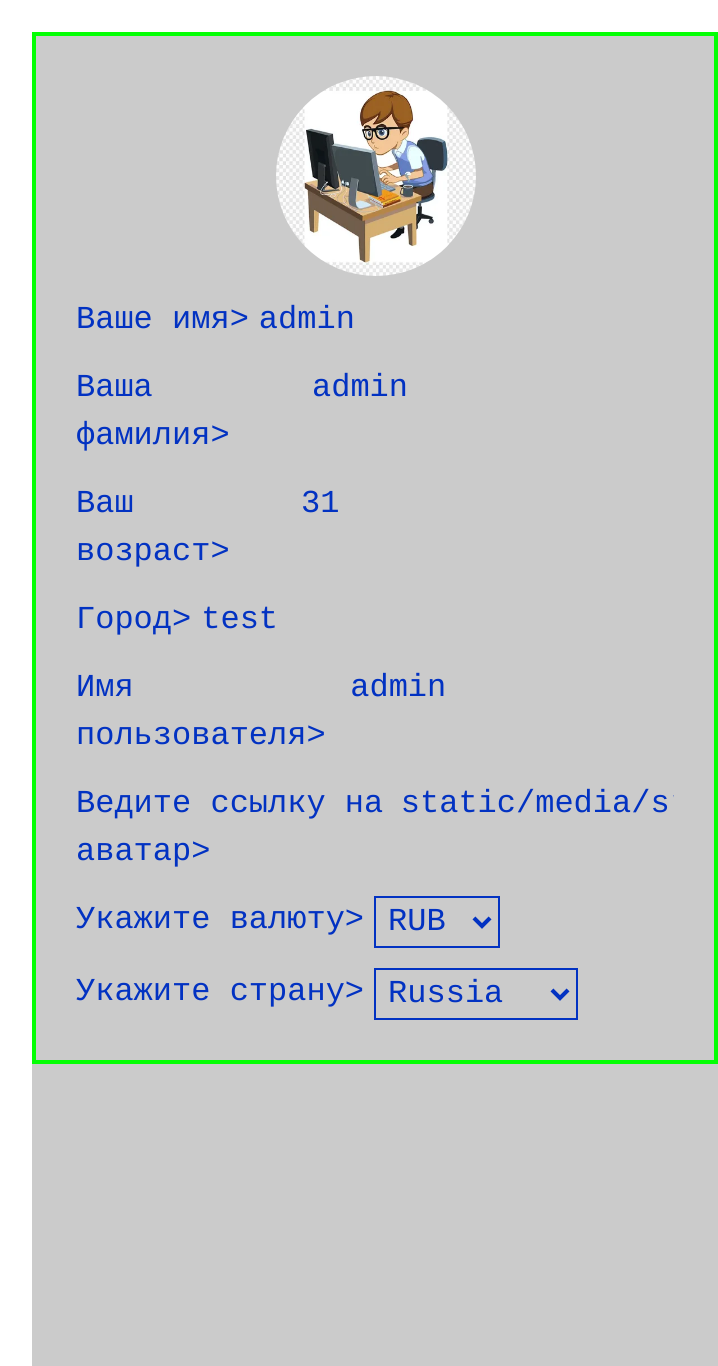 Ваше имя> admin
Ваша admin
фамилия>
Ваш 31
возраст>
Город> test
Имя admin
пользователя>
Ведите ссылку на static/media/s
аватар>
Укажите валюту> RUB
Укажите страну> Russia